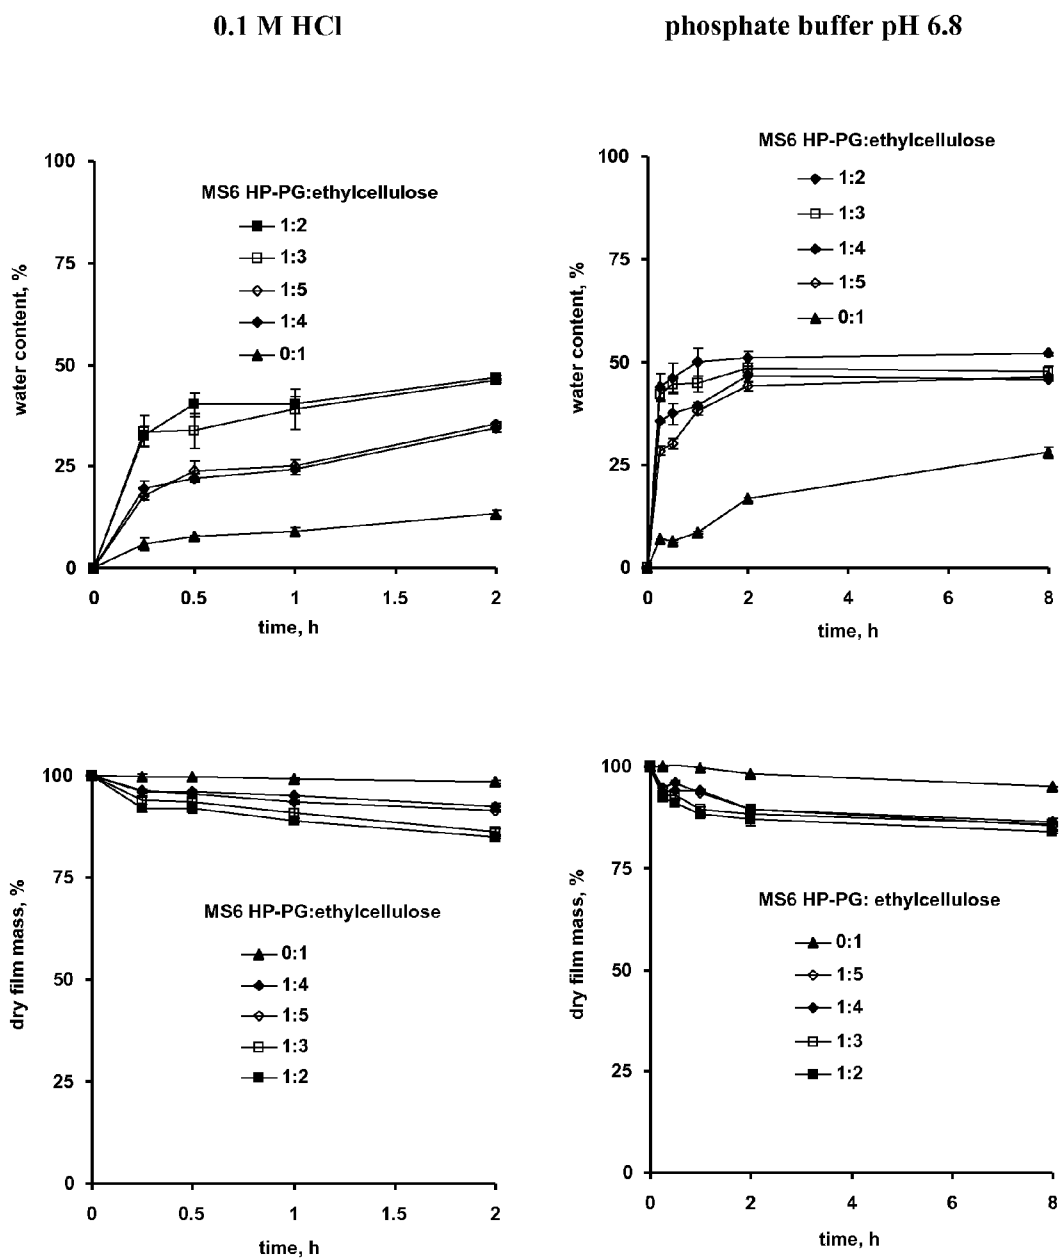 0.1 M HCl
phosphate buffer pH 6.8
100
75
50
25
0
water content, %
MS6 HP-PG:ethylcellulose
1:2
1:3
1:5
1:4
0:1
0 0.5 1 1.5 2
time, h
100
75
50
25
0
water content, %
MS6 HP-PG:ethylcellulose
1:2
1:3
1:4
1:5
0:1
0 2 4 6 8
time, h
100
75
50
25
0
dry film mass, %
MS6 HP-PG:ethylcellulose
0:1
1:4
1:5
1:3
1:2
0 0.5 1 1.5 2
time, h
100
75
50
25
0
dry film mass, %
MS6 HP-PG: ethylcellulose
0:1
1:5
1:4
1:3
1:2
0 2 4 6 8
time, h